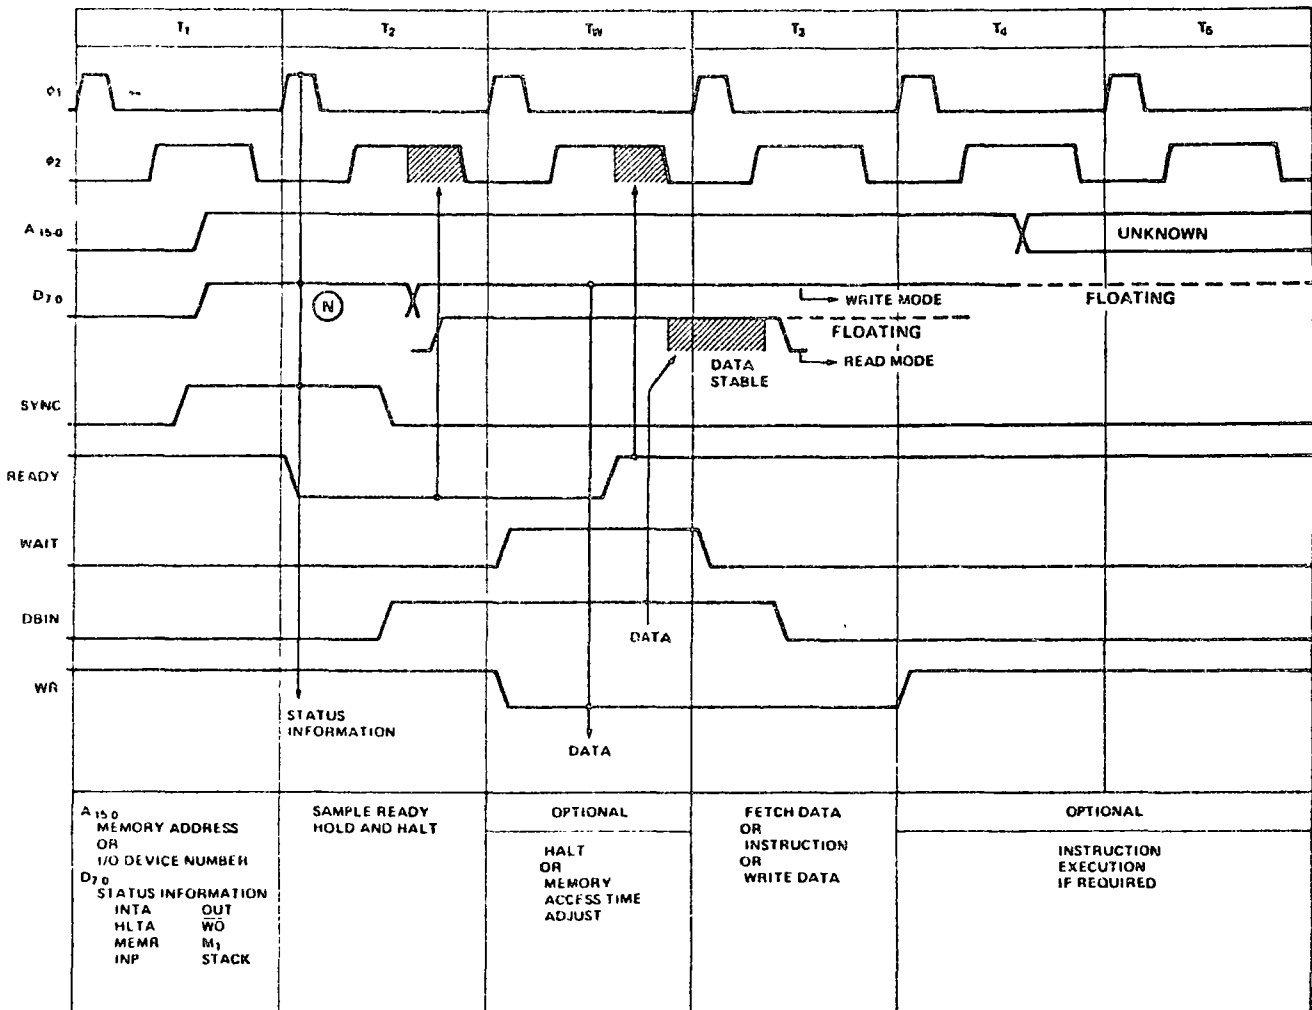 T1 T2 TW T3 T4 T5
φ1
φ2
A 15-0
UNKNOWN
D7-0
N
WRITE MODE
FLOATING
FLOATING
DATA
STABLE
READ MODE
SYNC
READY
WAIT
DBIN
DATA
WR
STATUS
INFORMATION
DATA
A 15-0
MEMORY ADDRESS
OR
I/O DEVICE NUMBER
D7-0
STATUS INFORMATION
INTA OUT
HLTA W̅O̅
MEMR M1
INP STACK
SAMPLE READY
HOLD AND HALT
OPTIONAL
HALT
OR
MEMORY
ACCESS TIME
ADJUST
FETCH DATA
OR
INSTRUCTION
OR
WRITE DATA
OPTIONAL
INSTRUCTION
EXECUTION
IF REQUIRED